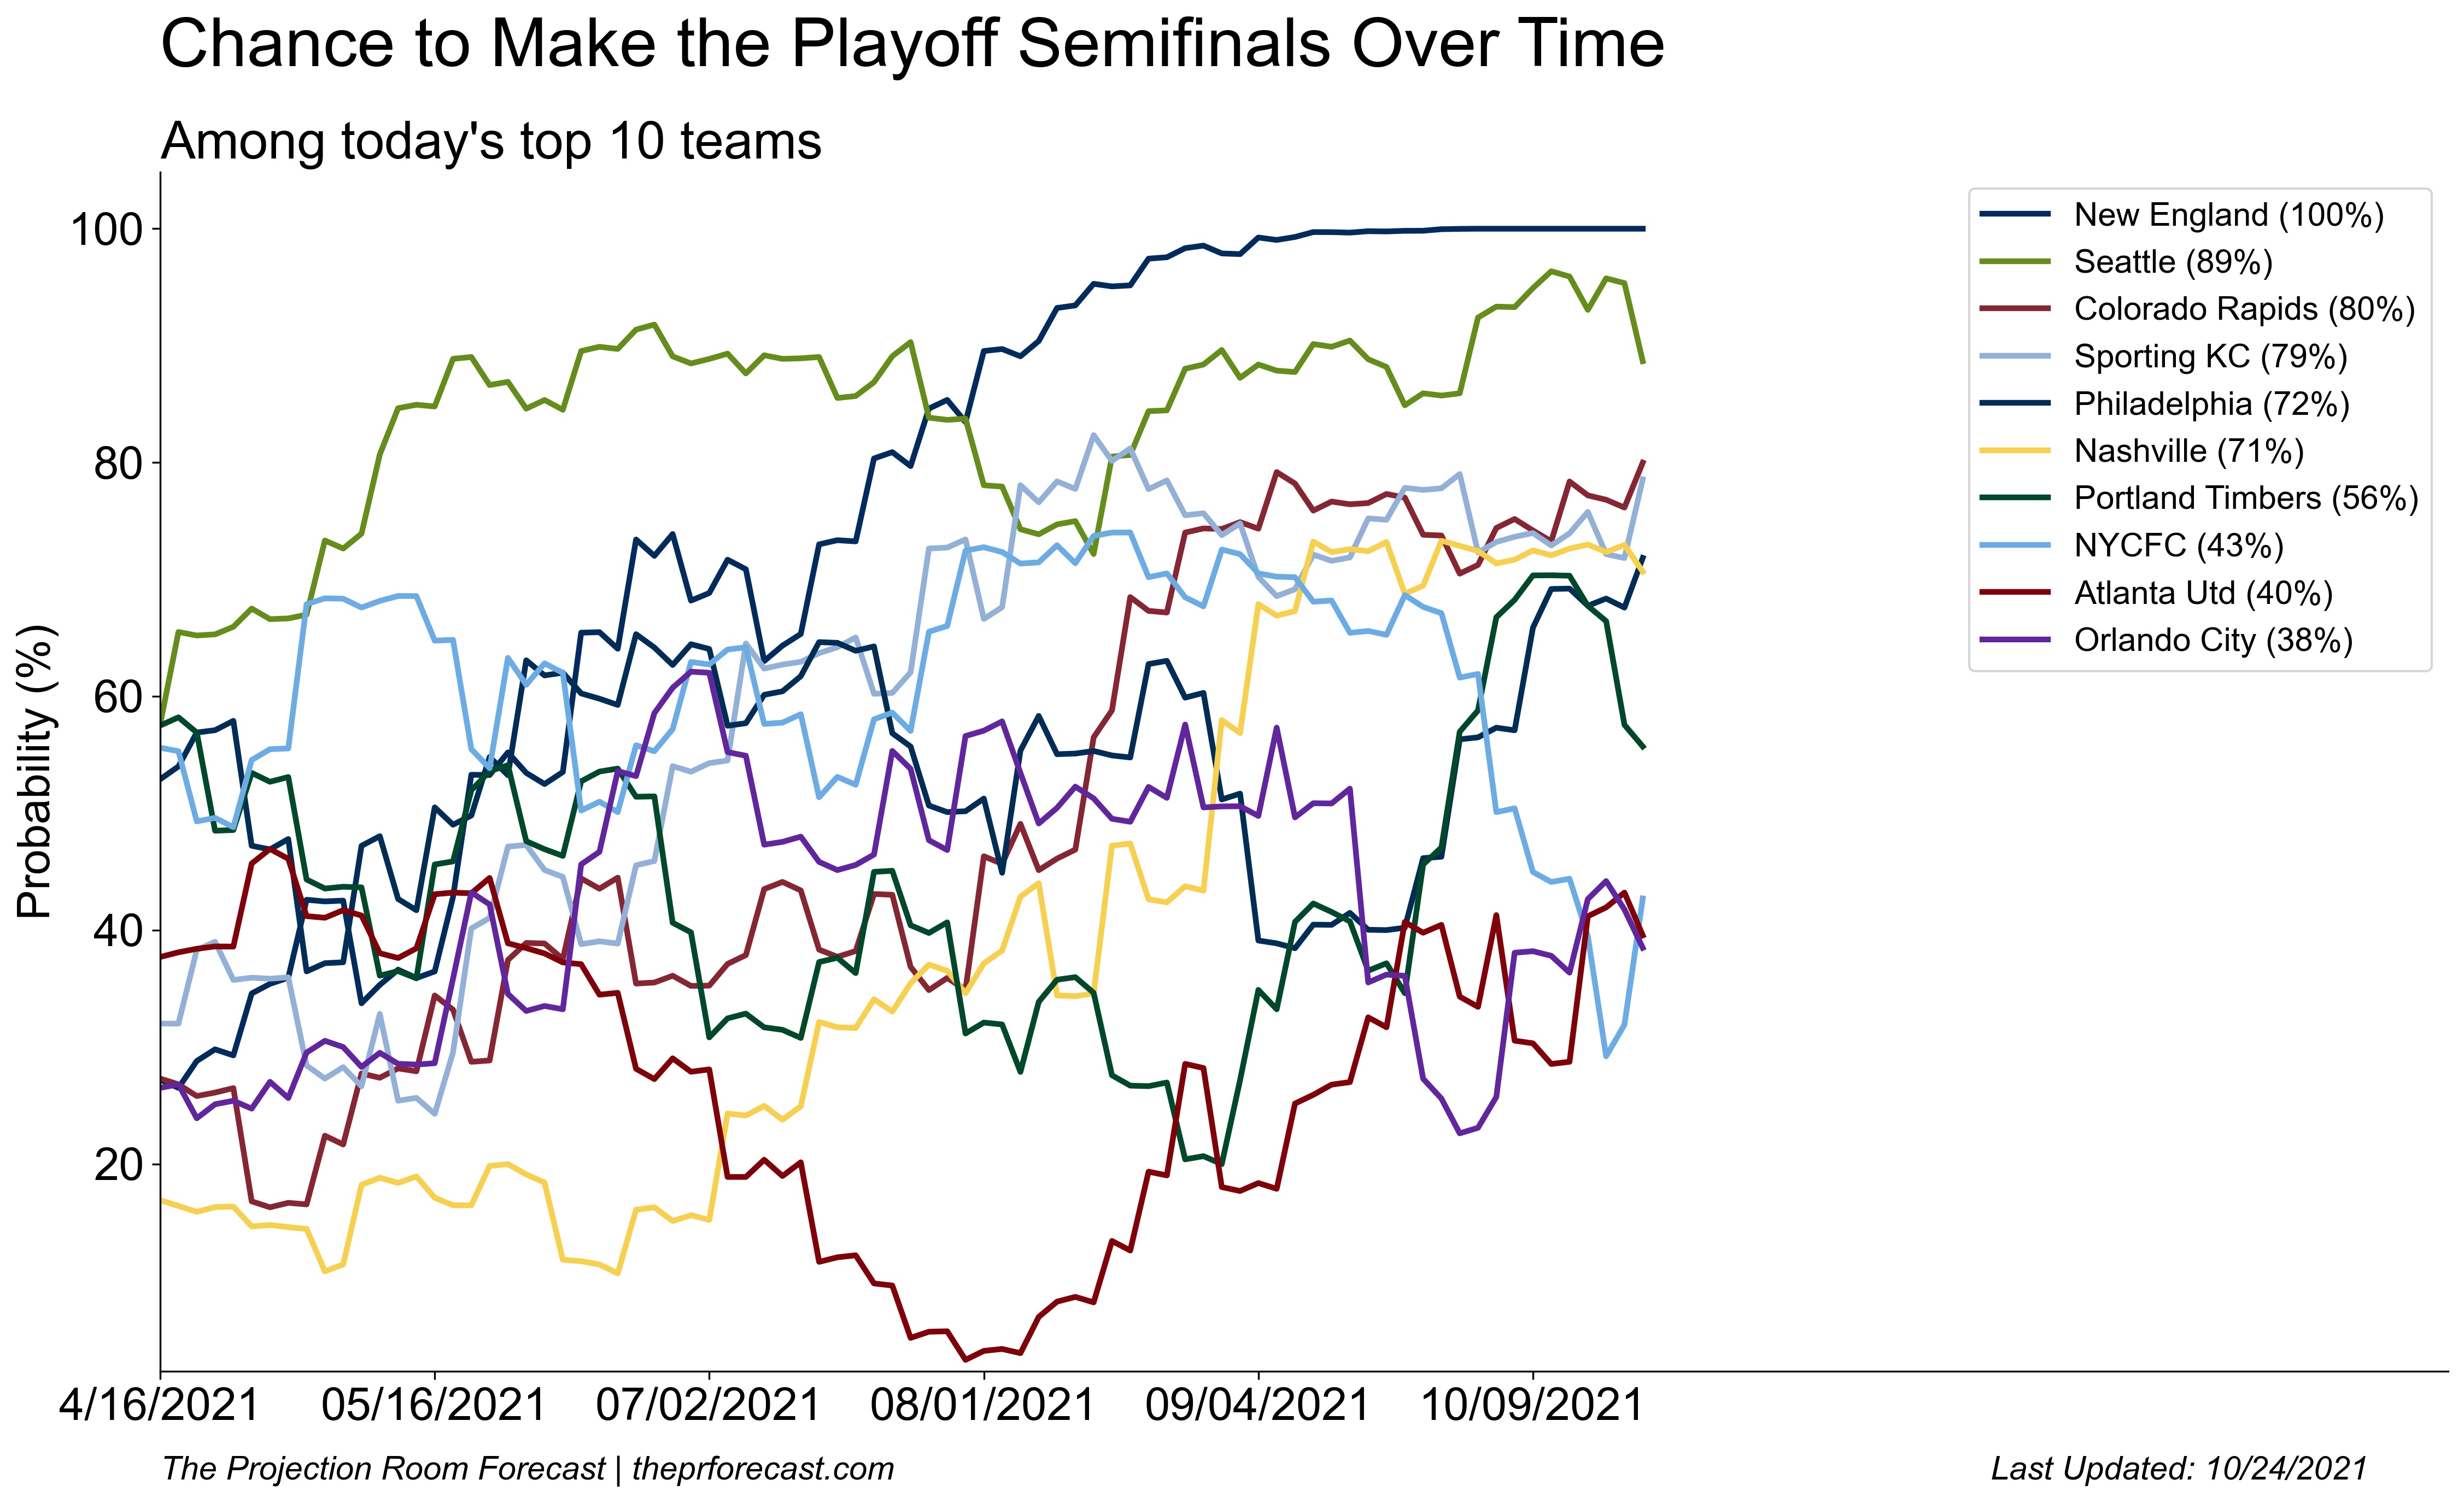 Chance to Make the Playoff Semifinals Over Time
Among today's top 10 teams
Probability (%)
100
80
60
40
20
New England (100%)
Seattle (89%)
Colorado Rapids (80%)
Sporting KC (79%)
Philadelphia (72%)
Nashville (71%)
Portland Timbers (56%)
NYCFC (43%)
Atlanta Utd (40%)
Orlando City (38%)
4/16/2021 05/16/2021 07/02/2021 08/01/2021 09/04/2021 10/09/2021
The Projection Room Forecast | theprforecast.com
Last Updated: 10/24/2021